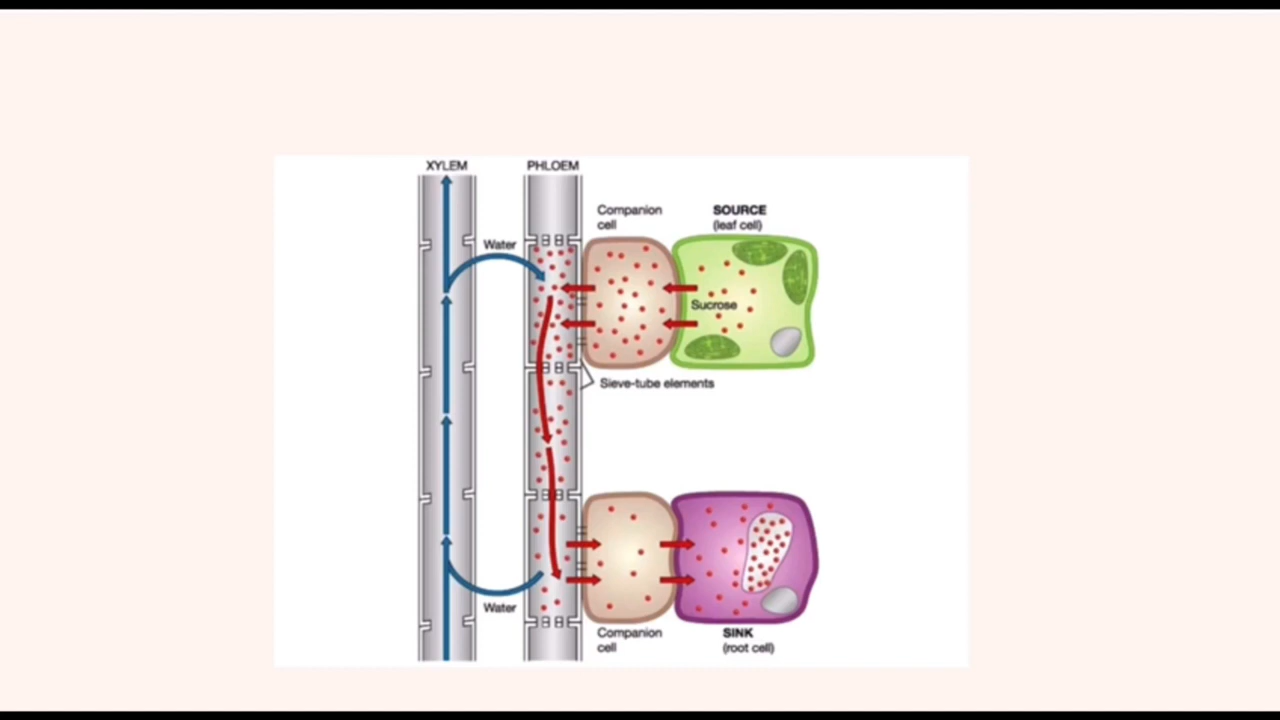 XYLEM
PHLOEM
Companion
cell
SOURCE
(leaf cell)
Water
Sucrose
Sieve-tube elements
Water
Companion
cell
SINK
(root cell)